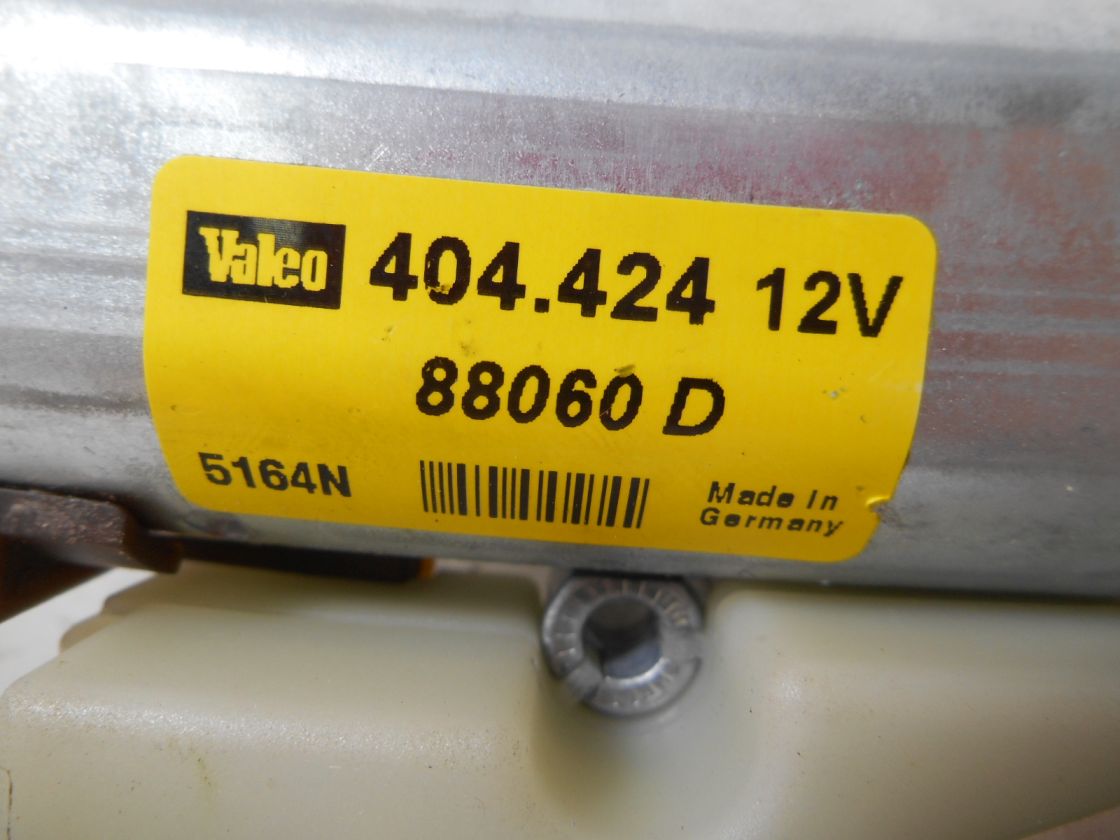 Valeo 404.424 12V
88060 D
5164N
Made In
Germany